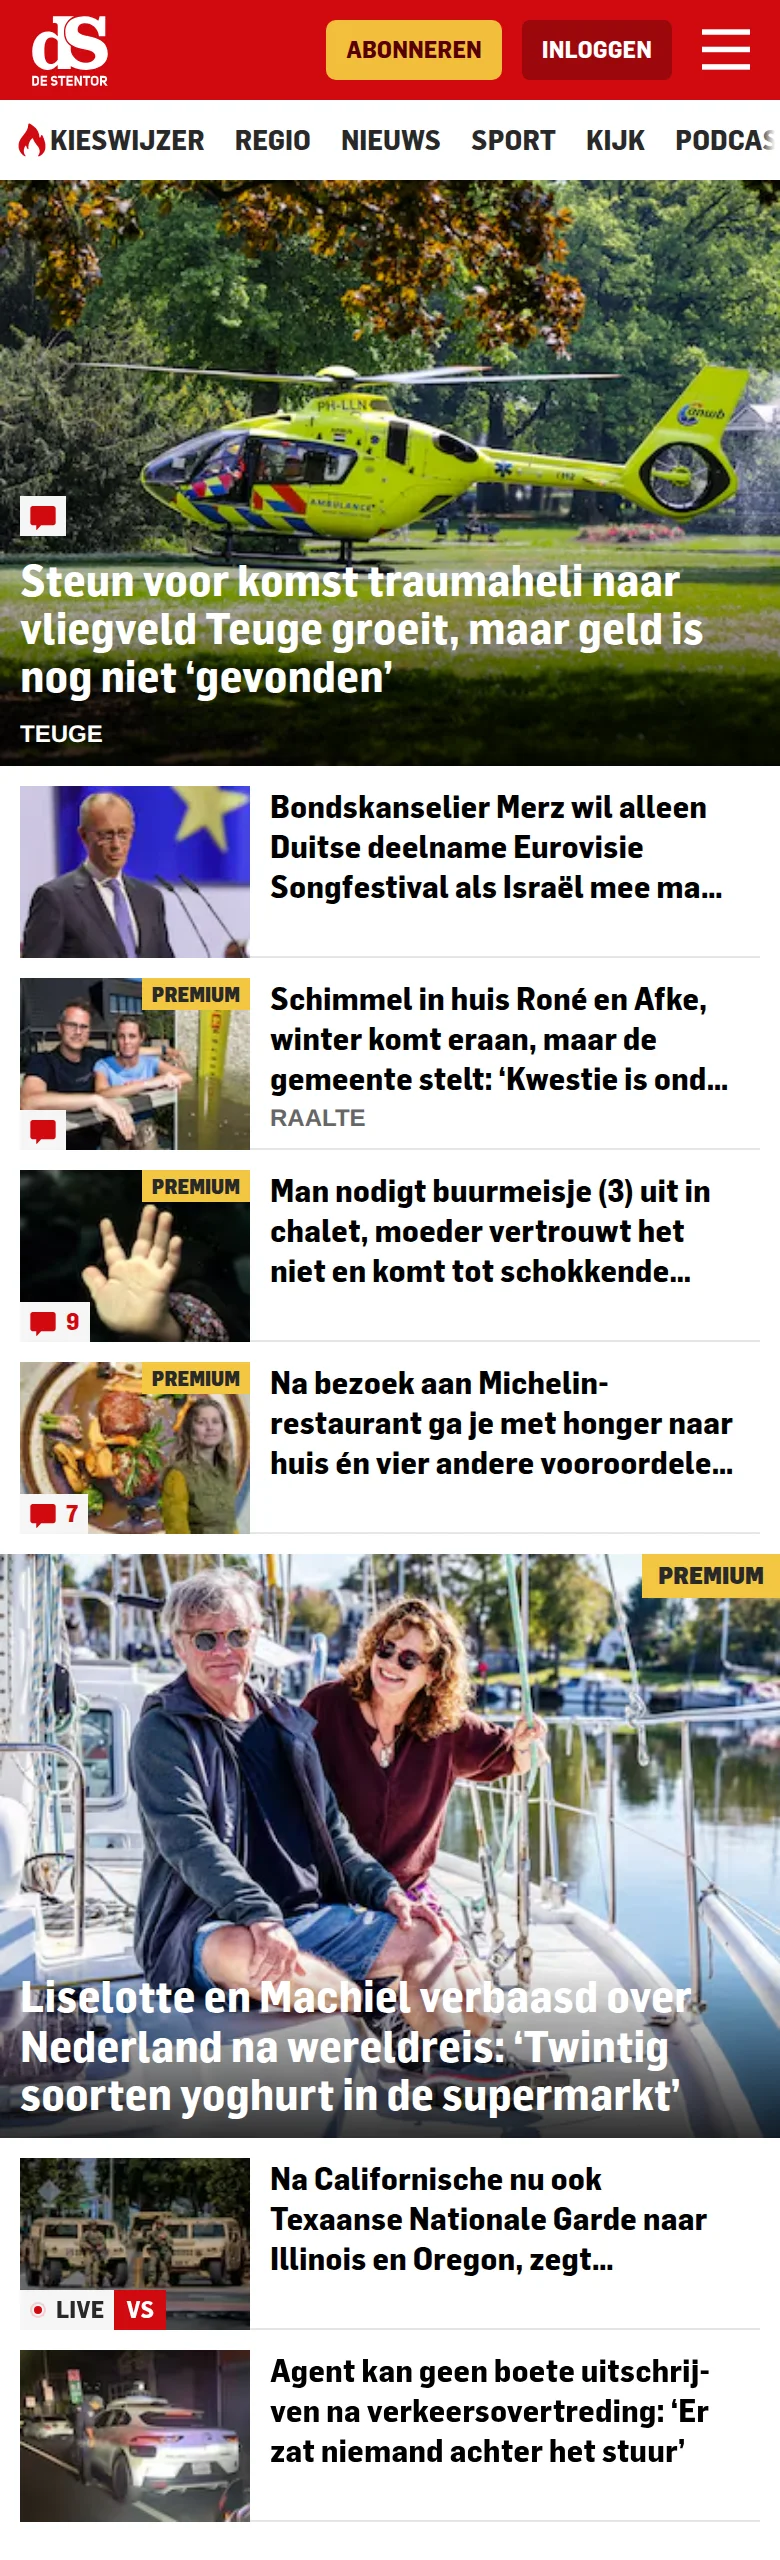 dS
DE STENTOR
ABONNEREN
INLOGGEN
KIESWIJZER REGIO NIEUWS SPORT KIJK PODCAS
PH-LLN
anwb
112
AMBULANCE
Steun voor komst traumaheli naar
vliegveld Teuge groeit, maar geld is
nog niet ‘gevonden’
TEUGE
Bondskanselier Merz wil alleen
Duitse deelname Eurovisie
Songfestival als Israël mee ma...
PREMIUM
Schimmel in huis Roné en Afke,
winter komt eraan, maar de
gemeente stelt: ‘Kwestie is ond...
RAALTE
PREMIUM
9
Man nodigt buurmeisje (3) uit in
chalet, moeder vertrouwt het
niet en komt tot schokkende...
PREMIUM
7
Na bezoek aan Michelin-
restaurant ga je met honger naar
huis én vier andere vooroordele...
PREMIUM
Liselotte en Machiel verbaasd over
Nederland na wereldreis: ‘Twintig
soorten yoghurt in de supermarkt’
LIVE VS
Na Californische nu ook
Texaanse Nationale Garde naar
Illinois en Oregon, zegt...
Agent kan geen boete uitschrij-
ven na verkeersovertreding: ‘Er
zat niemand achter het stuur’